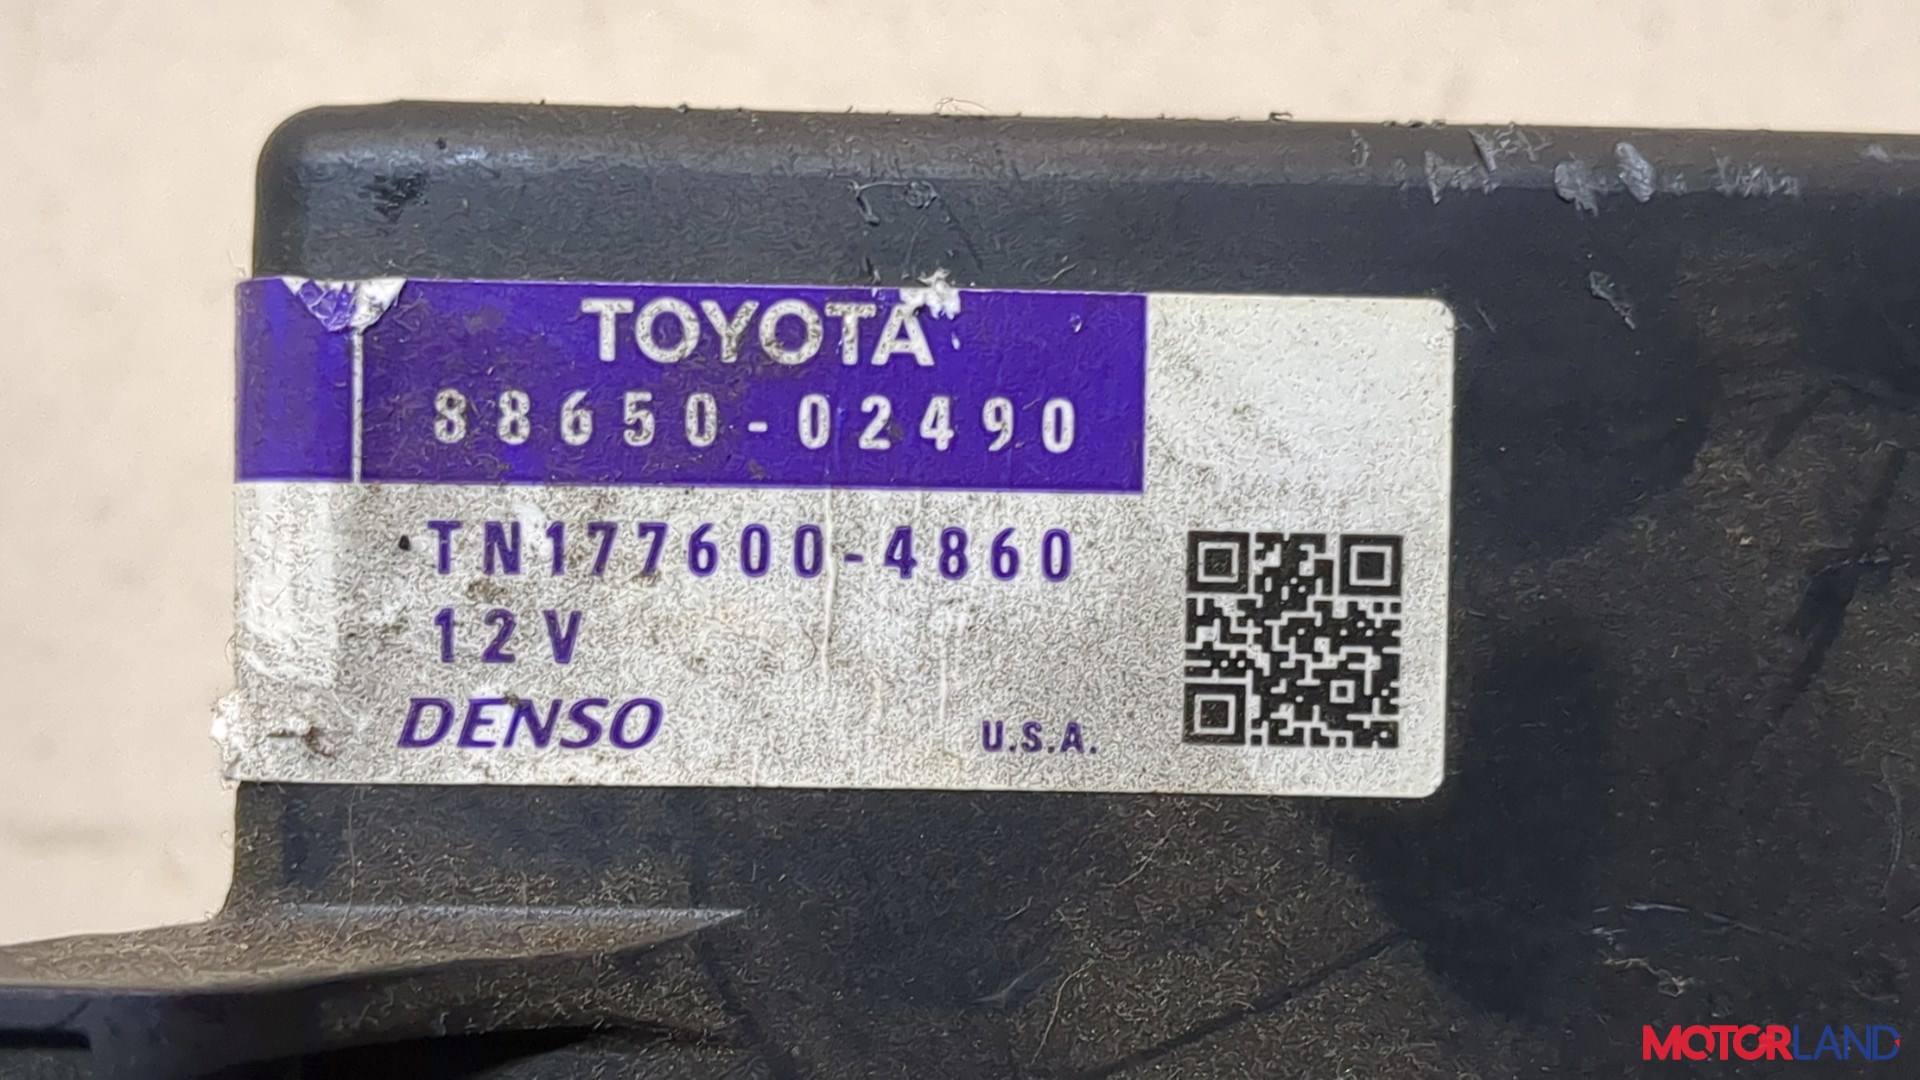 TOYOTA
88650-02490
TN177600-4860
12V
DENSO
U.S.A.
MOTORLAND